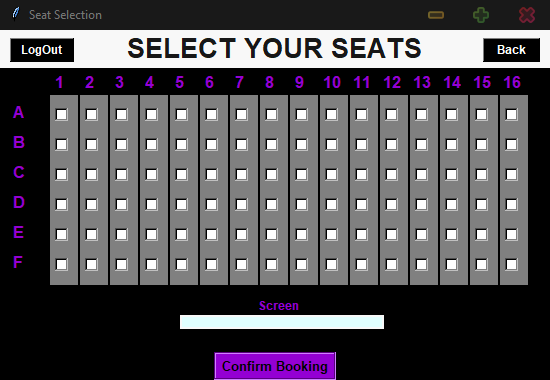 Seat Selection
LogOut SELECT YOUR SEATS Back
1 2 3 4 5 6 7 8 9 10 11 12 13 14 15 16
A
B
C
D
E
F
Screen
Confirm Booking